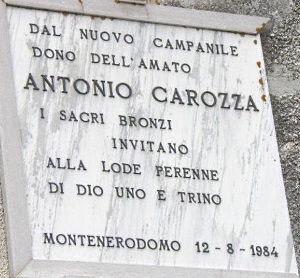 DAL NUOVO CAMPANILE
DONO DELL'AMATO
ANTONIO CAROZZA
I SACRI BRONZI
INVITANO
ALLA LODE PERENNE
DI DIO UNO E TRINO
MONTENERODOMO 12-8-1984